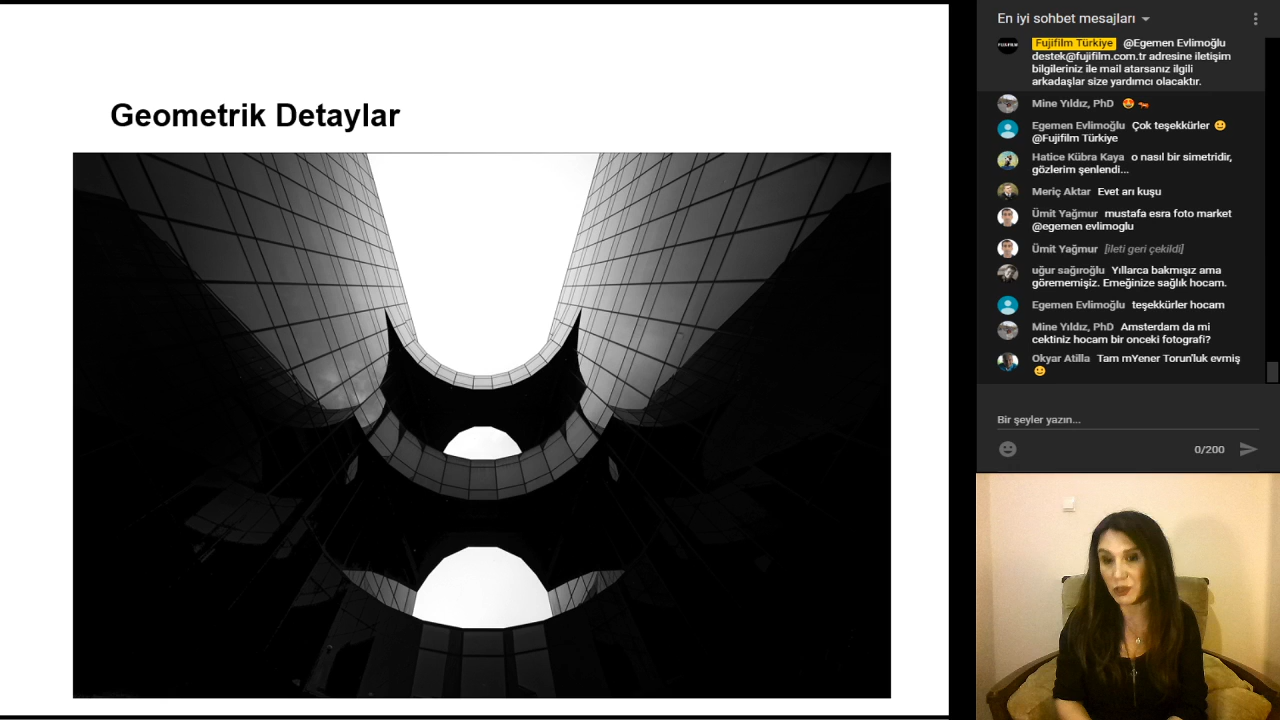 Geometrik Detaylar
En iyi sohbet mesajları
Fujifilm Türkiye @Egemen Evlimoğlu
destek@fujifilm.com.tr adresine iletişim
bilgileriniz ile mail atarsanız ilgili
arkadaşlar size yardımcı olacaktır.
Mine Yıldız, PhD 😍 🐅
Egemen Evlimoğlu Çok teşekkürler 🙂
@Fujifilm Türkiye
Hatice Kübra Kaya o nasıl bir simetridir,
gözlerim şenlendi...
Meriç Aktar Evet arı kuşu
Ümit Yağmur mustafa esra foto market
@egemen evlimoglu
Ümit Yağmur [ileti geri çekildi]
uğur sağıroğlu Yıllarca bakmışız ama
görememişiz. Emeğinize sağlık hocam.
Egemen Evlimoğlu teşekkürler hocam
Mine Yıldız, PhD Amsterdam da mi
cektiniz hocam bir onceki fotografi?
Okyar Atilla Tam mYener Torun'luk evmiş
🙂
Bir şeyler yazın...
0/200